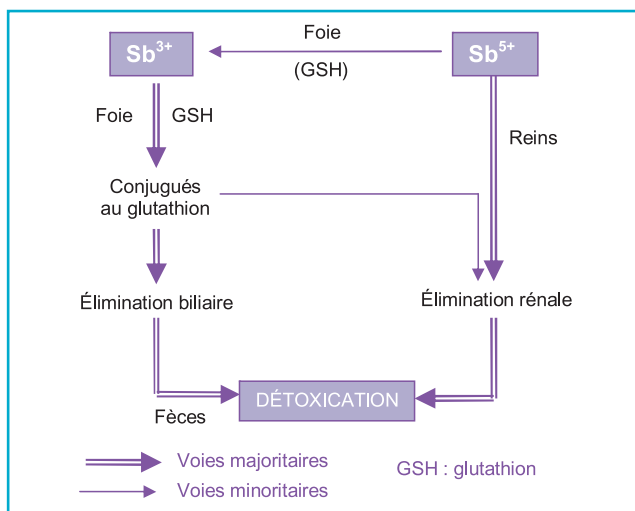 Foie
Sb3+
Sb5+
(GSH)
Foie
GSH
Reins
Conjugués
au glutathion
Élimination biliaire
Élimination rénale
DÉTOXICATION
Fèces
Voies majoritaires
GSH : glutathion
Voies minoritaires